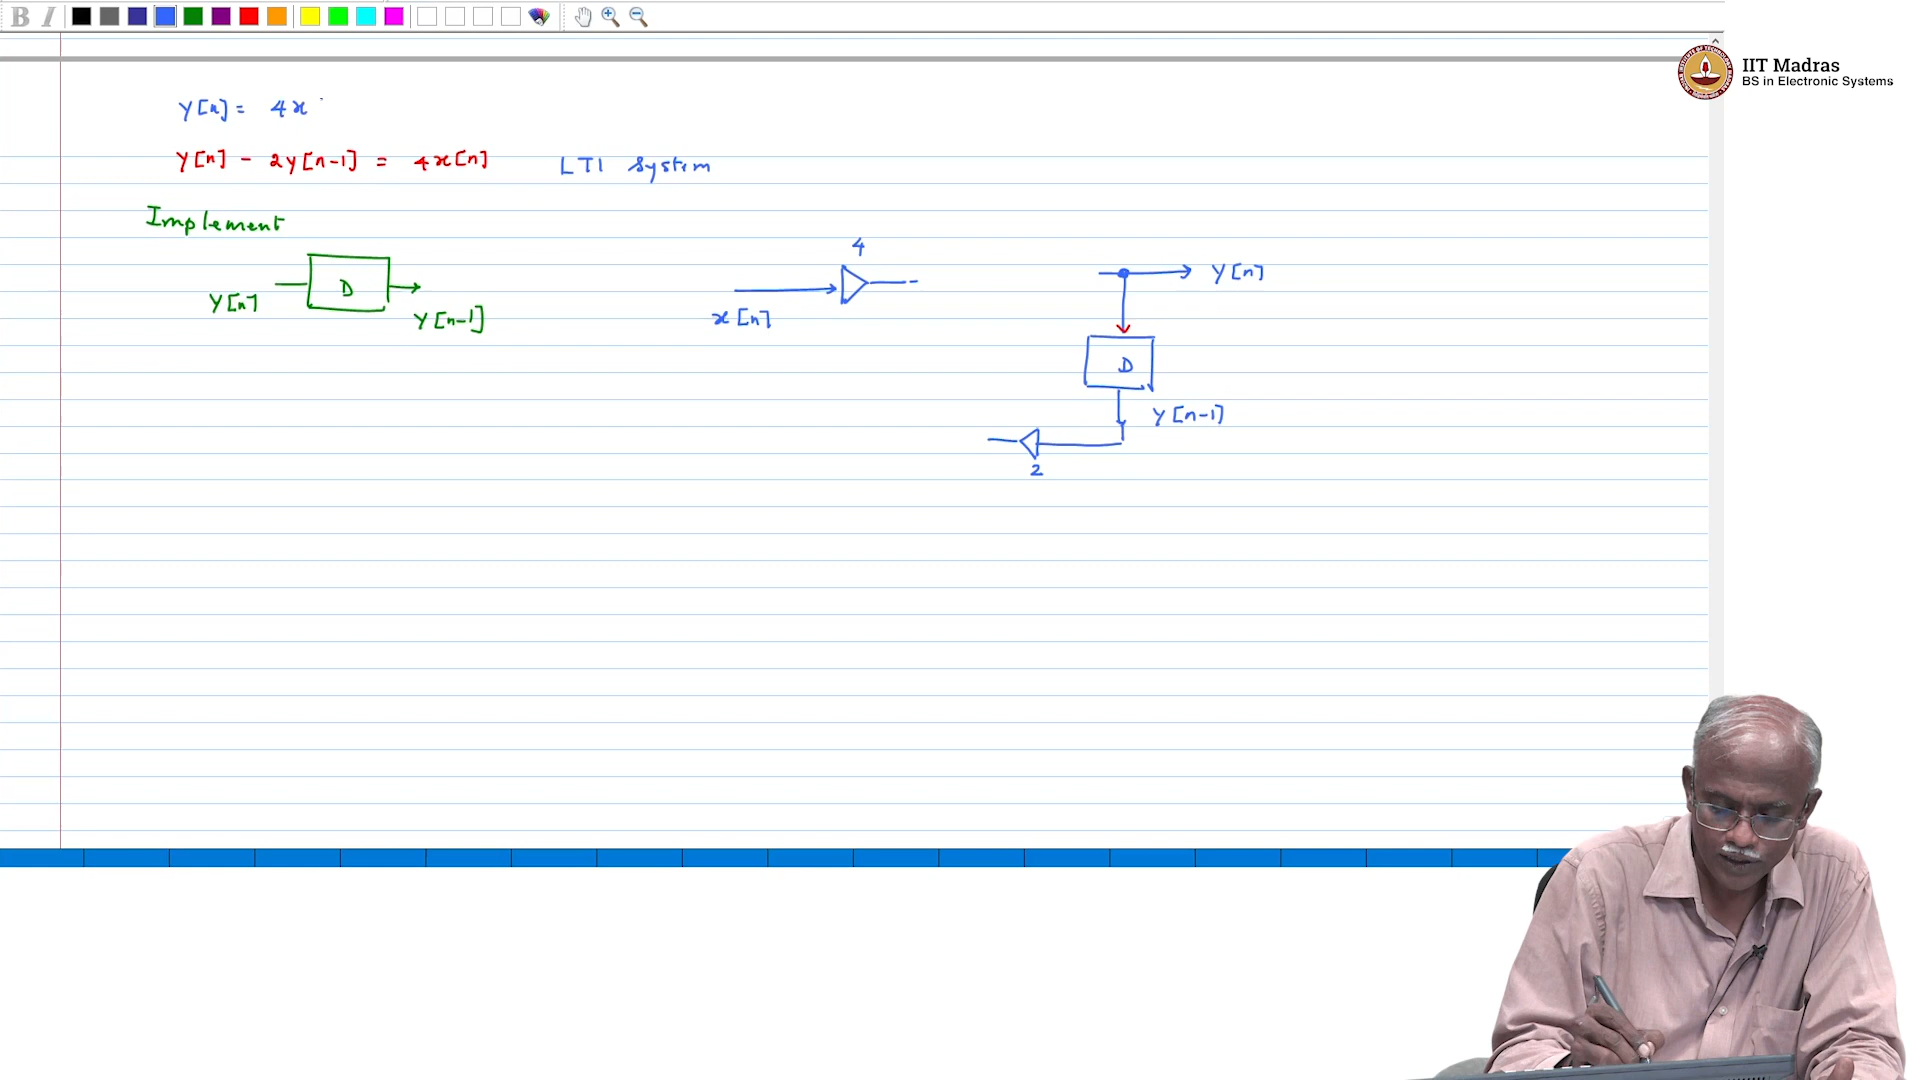 B I
IIT Madras
BS in Electronic Systems
y[n] = 4x
y[n] - 2y[n-1] = 4x[n]
LTI system
Implement
4
y[n]
D
y[n-1]
x[n]
y[n]
D
y[n-1]
2